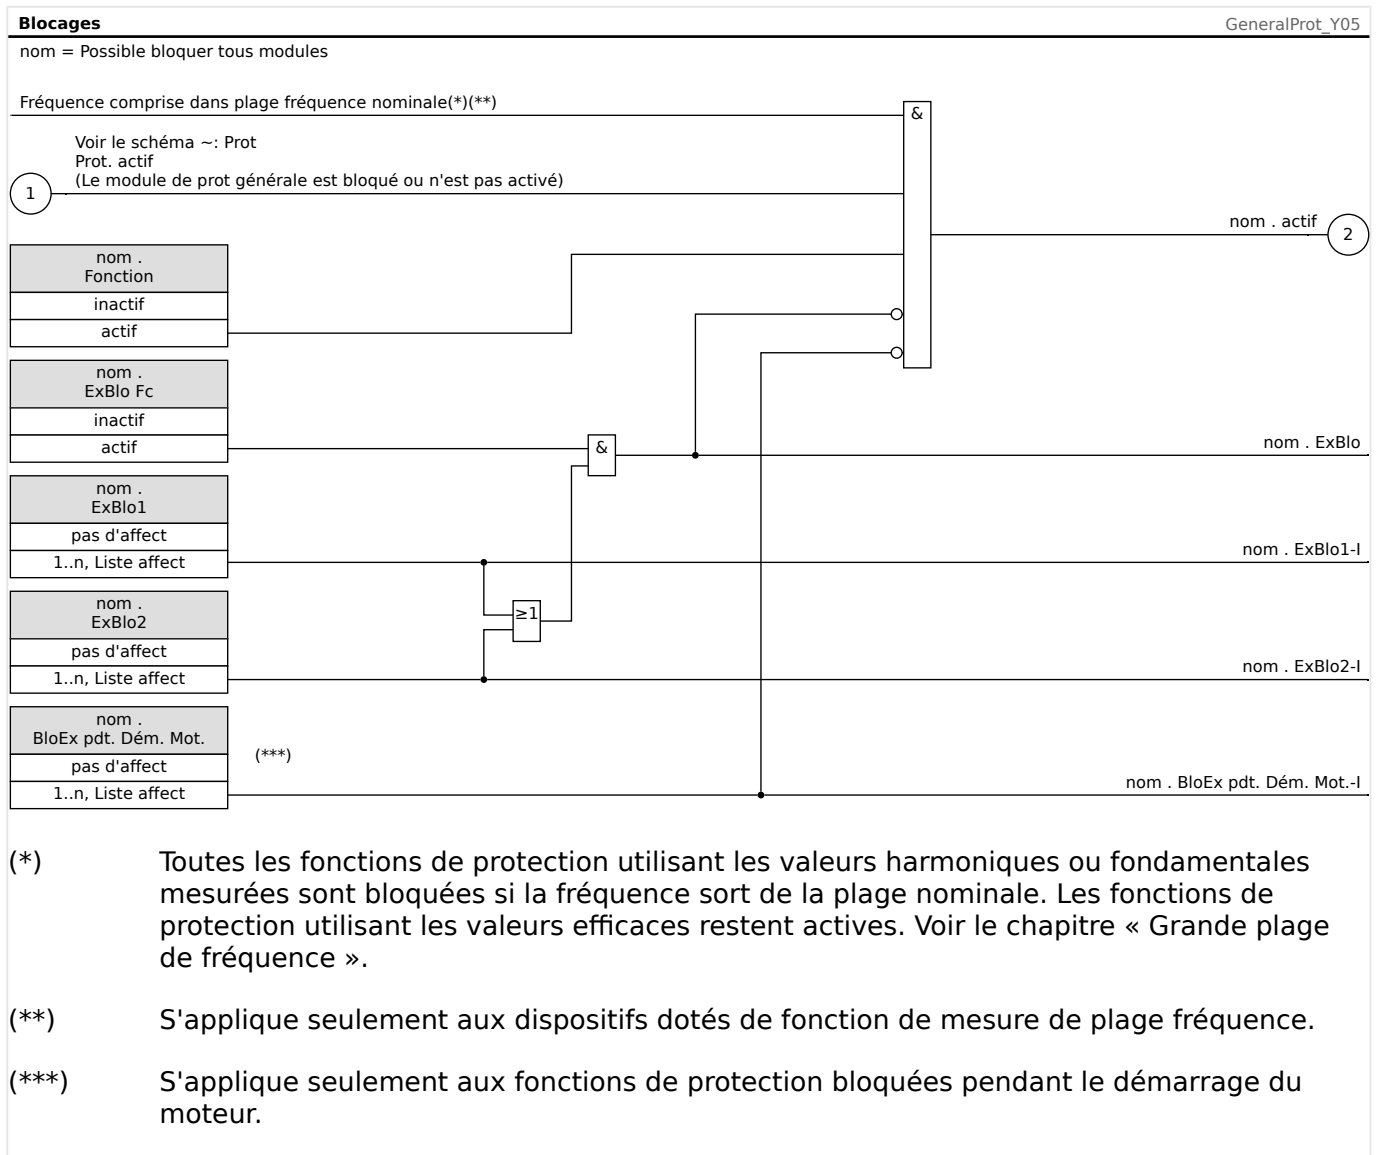 Blocages
GeneralProt_Y05
nom = Possible bloquer tous modules
Fréquence comprise dans plage fréquence nominale(*)(**)
&
Voir le schéma ~: Prot
Prot. actif
(Le module de prot générale est bloqué ou n'est pas activé)
1
nom . actif
2
nom .
Fonction
inactif
actif
nom .
ExBlo Fc
inactif
actif
&
nom . ExBlo
nom .
ExBlo1
pas d'affect
1..n, Liste affect
nom . ExBlo1-I
nom .
ExBlo2
≥1
pas d'affect
1..n, Liste affect
nom . ExBlo2-I
nom .
BloEx pdt. Dém. Mot.
(***)
pas d'affect
1..n, Liste affect
nom . BloEx pdt. Dém. Mot.-I
(*) Toutes les fonctions de protection utilisant les valeurs harmoniques ou fondamentales
mesurées sont bloquées si la fréquence sort de la plage nominale. Les fonctions de
protection utilisant les valeurs efficaces restent actives. Voir le chapitre « Grande plage
de fréquence ».
(**) S'applique seulement aux dispositifs dotés de fonction de mesure de plage fréquence.
(***) S'applique seulement aux fonctions de protection bloquées pendant le démarrage du
moteur.